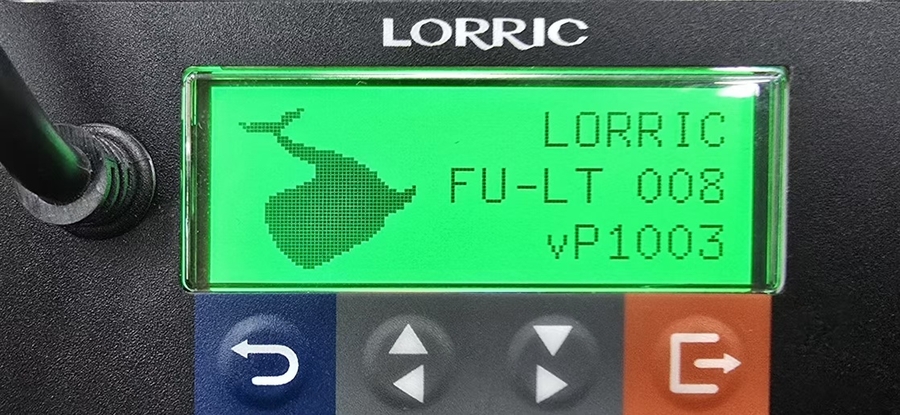 LORRIC
LORRIC
FU-LT 008
vP1003